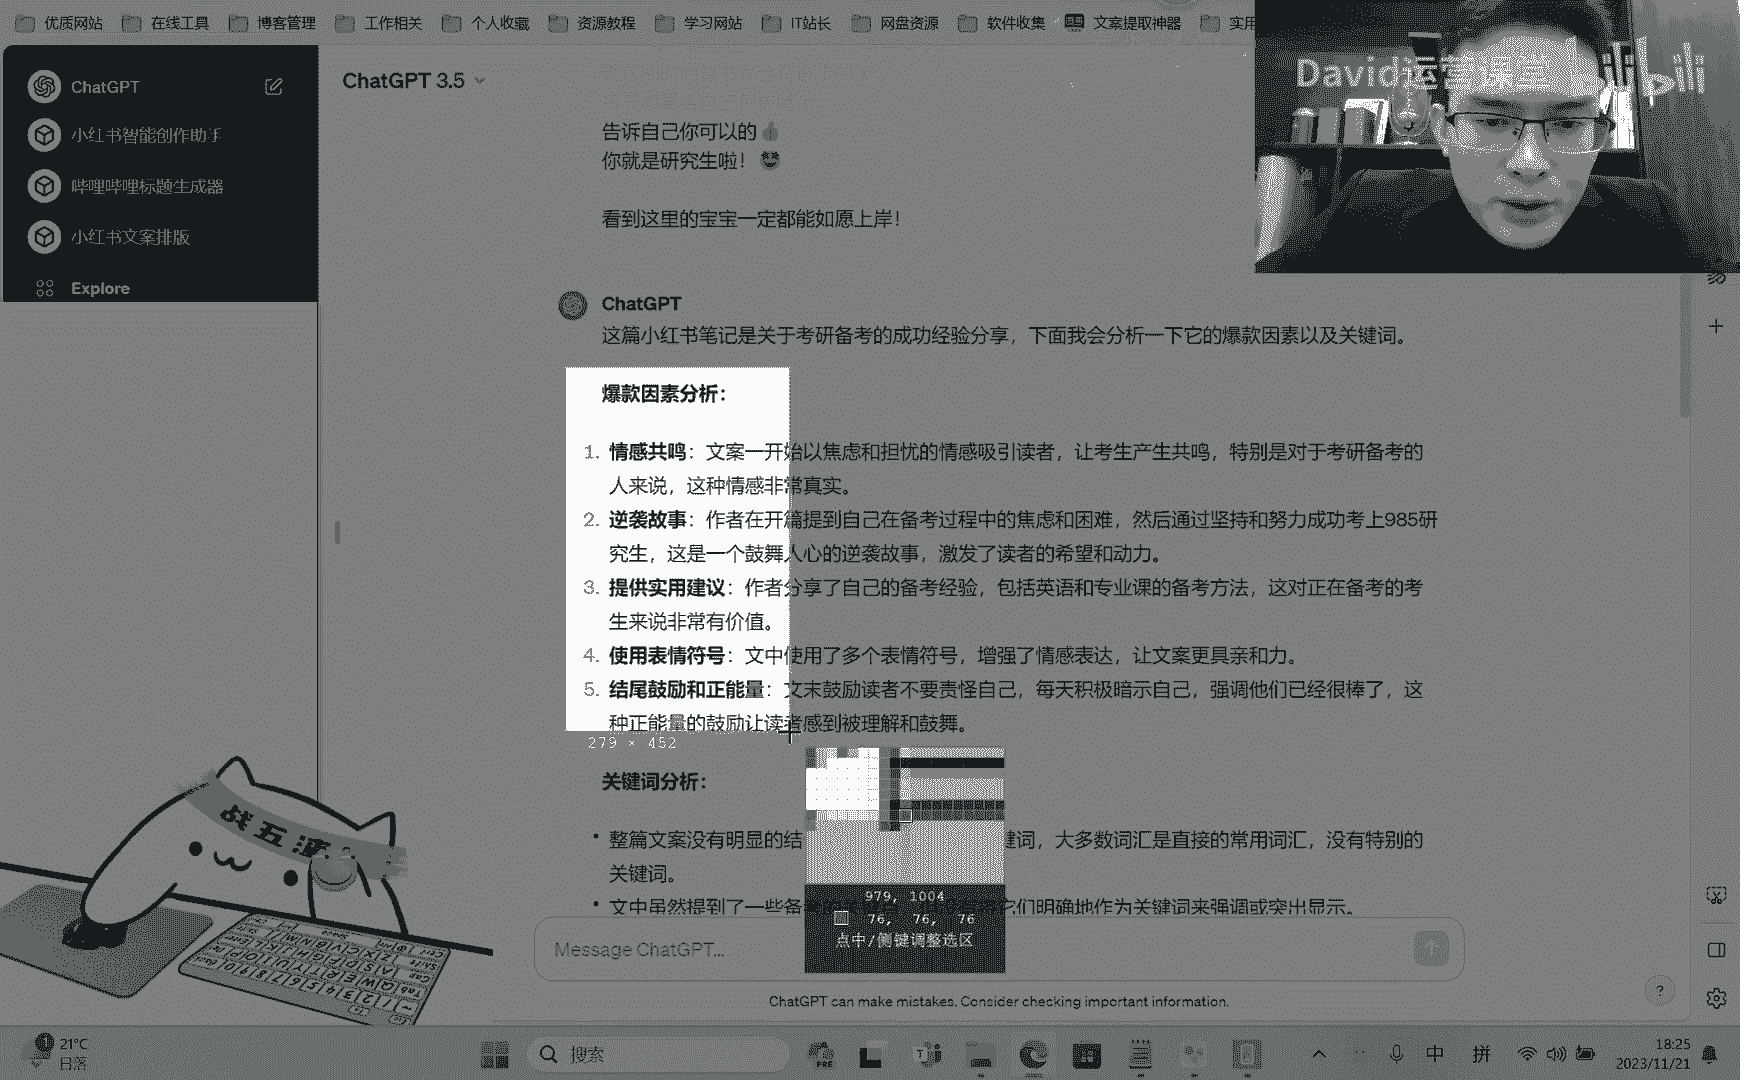 优质网站 在线工具 博客管理 工作相关 个人收藏 资源教程 学习网站 IT站长 网盘资源 软件收集 文案提取神器 实用
David运营课堂 bilibili
ChatGPT
小红书智能创作助手
哔哩哔哩标题生成器
小红书文案排版
Explore
ChatGPT 3.5
告诉自己你可以的
你就是研究生啦！
看到这里的宝宝一定都能如愿上岸！
ChatGPT
这篇小红书笔记是关于考研备考的成功经验分享，下面我会分析一下它的爆款因素以及关键词。
爆款因素分析：
1. 情感共鸣：文案一开始以焦虑和担忧的情感吸引读者，让考生产生共鸣，特别是对于考研备考的
人来说，这种情感非常真实。
2. 逆袭故事：作者在开篇提到自己在备考过程中的焦虑和困难，然后通过坚持和努力成功考上985研
究生，这是一个鼓舞人心的逆袭故事，激发了读者的希望和动力。
3. 提供实用建议：作者分享了自己的备考经验，包括英语和专业课的备考方法，这对正在备考的考
生来说非常有价值。
4. 使用表情符号：文中使用了多个表情符号，增强了情感表达，让文案更具亲和力。
5. 结尾鼓励和正能量：文末鼓励读者不要责怪自己，每天积极暗示自己，强调他们已经很棒了，这
种正能量的鼓励让读者感到被理解和鼓舞。
279 × 452
关键词分析：
整篇文案没有明显的结 键词，大多数词汇是直接的常用词汇，没有特别的
关键词。
文中虽然提到了一些备 它们明确地作为关键词来强调或突出显示。
979, 1004
76, 76, 76
点中/侧键调整选区
Message ChatGPT...
ChatGPT can make mistakes. Consider checking important information.
?
战五渣
1
21°C
日落
搜索
PRE
中
拼
18:25
2023/11/21